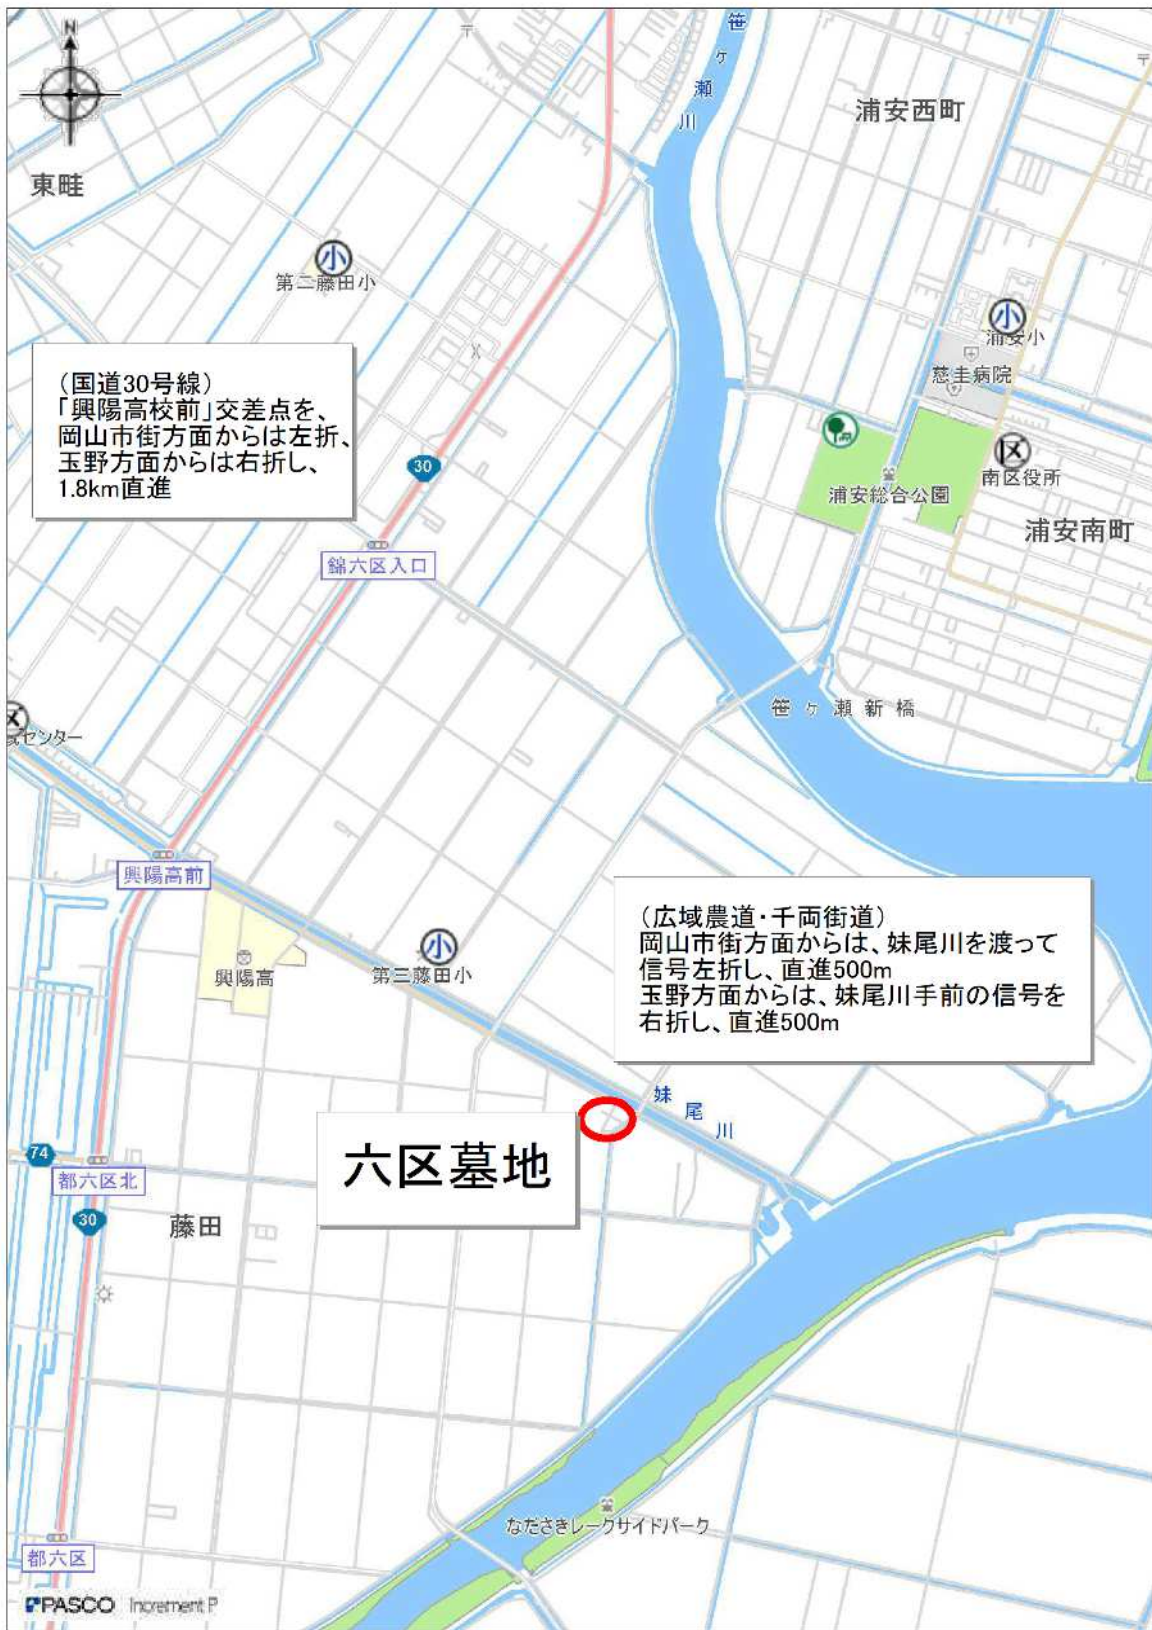 N
笹ヶ瀬川
浦安西町
東畦
小
第二藤田小
小
浦安小
慈圭病院
(国道30号線)
「興陽高校前」交差点を、
岡山市街方面からは左折、
玉野方面からは右折し、
1.8km直進
30
区
南区役所
浦安総合公園
浦安南町
錦六区入口
笹ヶ瀬新橋
区
センター
興陽高前
(広域農道・千両街道)
岡山市街方面からは、妹尾川を渡って
信号左折し、直進500m
玉野方面からは、妹尾川手前の信号を
右折し、直進500m
小
第三藤田小
興陽高
妹尾川
六区墓地
74
都六区北
30
藤田
なださきレークサイドパーク
都六区
PASCO Increment P